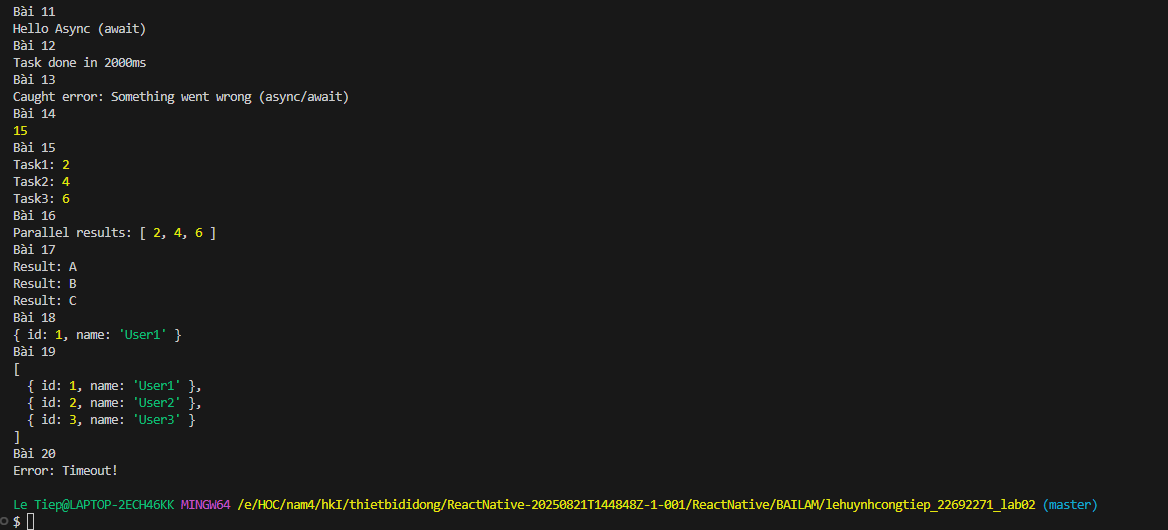 Bài 11
Hello Async (await)
Bài 12
Task done in 2000ms
Bài 13
Caught error: Something went wrong (async/await)
Bài 14
15
Bài 15
Task1: 2
Task2: 4
Task3: 6
Bài 16
Parallel results: [ 2, 4, 6 ]
Bài 17
Result: A
Result: B
Result: C
Bài 18
{ id: 1, name: 'User1' }
Bài 19
[
  { id: 1, name: 'User1' },
  { id: 2, name: 'User2' },
  { id: 3, name: 'User3' }
]
Bài 20
Error: Timeout!
Le Tiep@LAPTOP-2ECH46KK MINGW64 /e/HOC/nam4/hkI/thietbididong/ReactNative-20250821T144848Z-1-001/ReactNative/BAILAM/lehuynhcongtiep_22692271_lab02 (master)
$